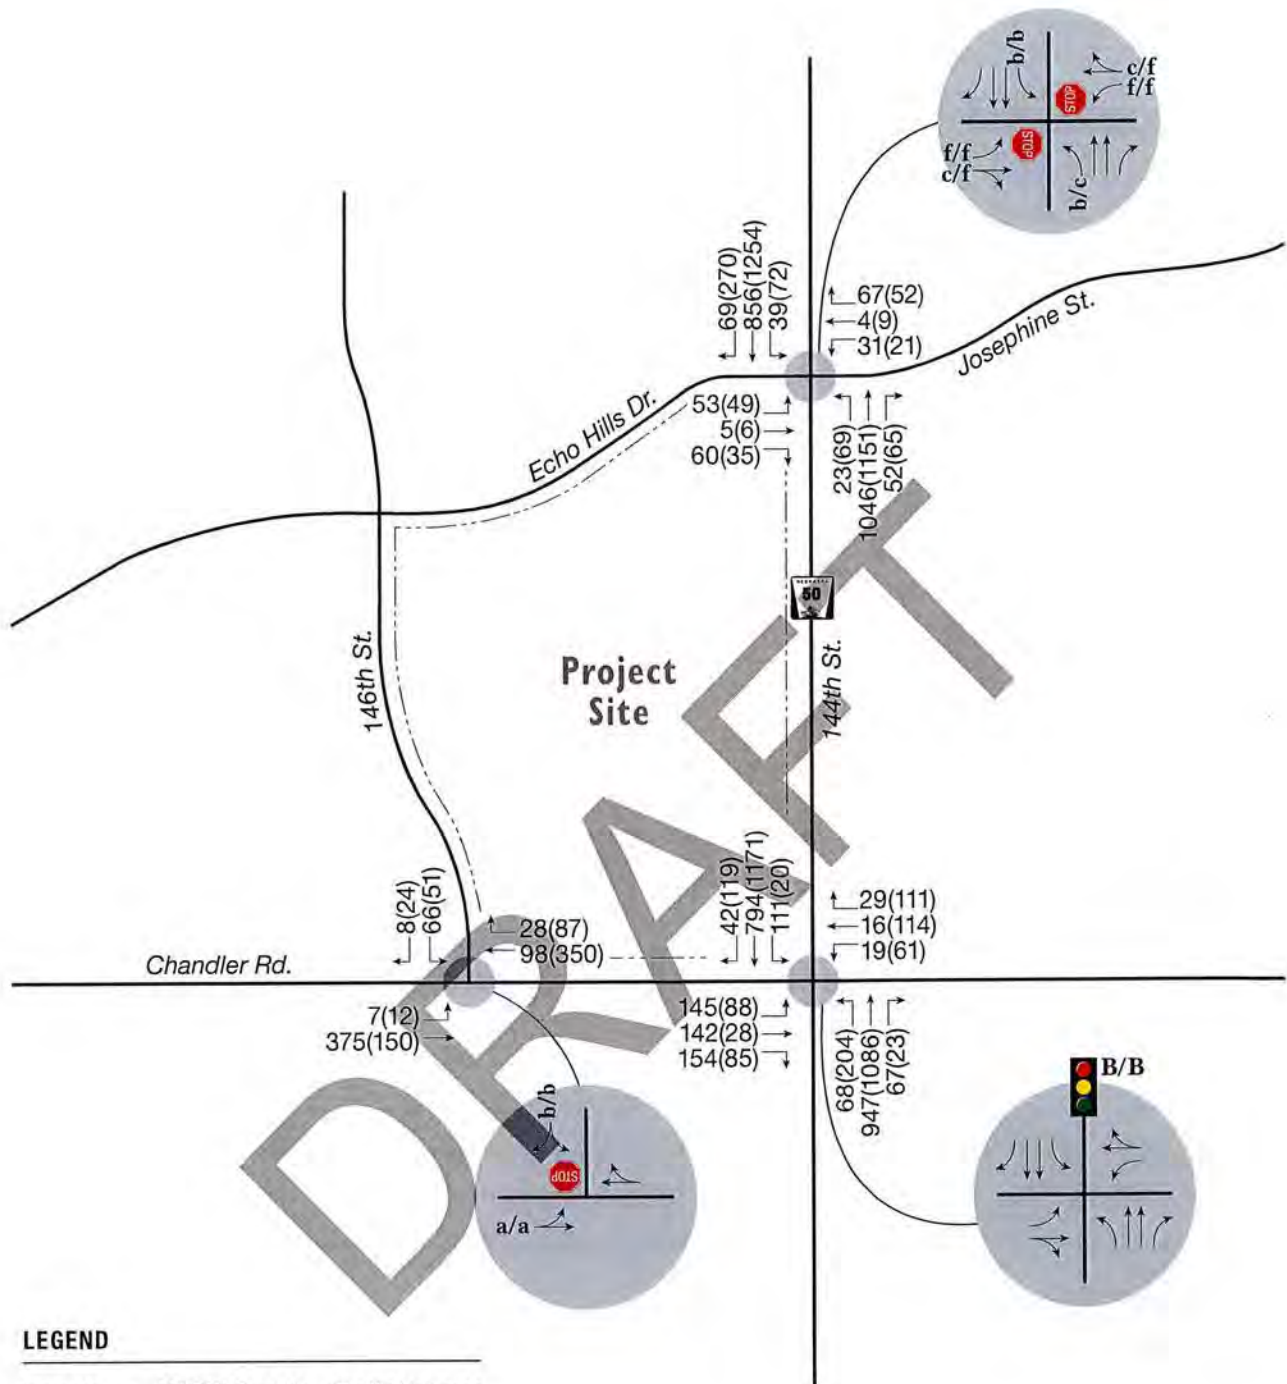 b/b
c/f
f/f
STOP
STOP
f/f
c/f
b/c
69(270)
856(1254)
39(72)
67(52)
4(9)
31(21)
Josephine St.
Echo Hills Dr.
53(49)
5(6)
60(35)
23(69)
1046(1151)
52(65)
NEBRASKA
50
146th St.
Project
Site
144th St.
DRAFT
8(24)
66(51)
28(87)
98(350)
42(119)
794(1171)
111(20)
29(111)
16(114)
19(61)
Chandler Rd.
7(12)
375(150)
145(88)
142(28)
154(85)
68(204)
947(1086)
67(23)
B/B
b/b
STOP
a/a
LEGEND